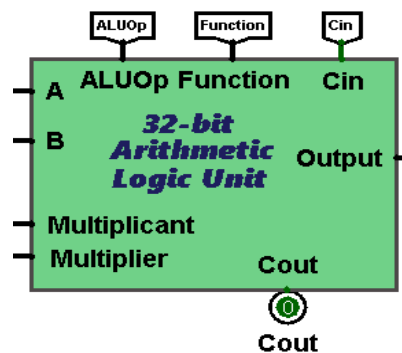 ALUOp Function Cin
ALUOp Function Cin
A
B
32-bit
Arithmetic
Logic Unit
Output
Multiplicant
Multiplier
Cout
0
Cout